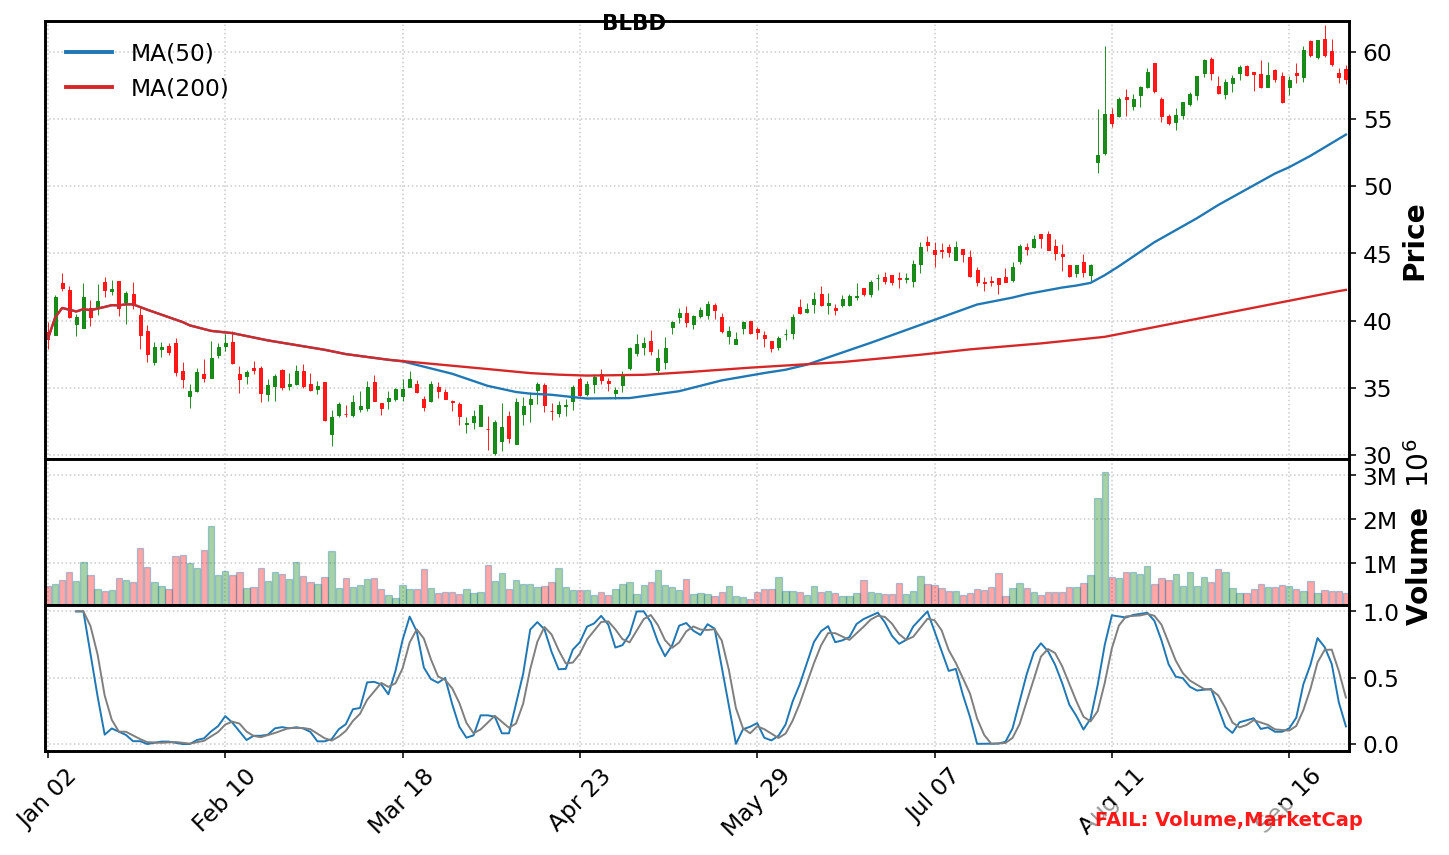 BLBD
MA(50)
MA(200)
60
55
50
45
40
35
30
Price
3M
2M
1M
Volume 10^6
1.0
0.5
0.0
Jan 02
Feb 10
Mar 18
Apr 23
May 29
Jul 07
Aug 11
Sep 16
FAIL: Volume,MarketCap